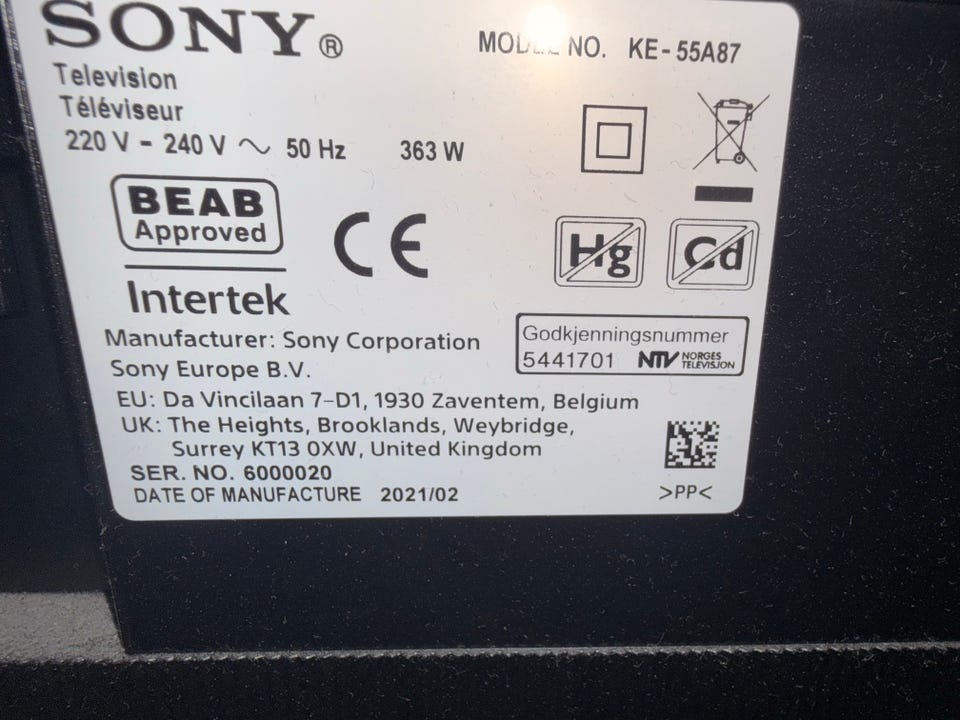 SONY®
MODEL NO. KE-55A87
Television
Téléviseur
220 V - 240 V ~ 50 Hz 363 W
BEAB
Approved
CE
Hg
Cd
Intertek
Manufacturer: Sony Corporation
Sony Europe B.V.
Godkjenningsnummer
5441701 NTV NORGES TELEVISJON
EU: Da Vincilaan 7-D1, 1930 Zaventem, Belgium
UK: The Heights, Brooklands, Weybridge,
Surrey KT13 0XW, United Kingdom
SER. NO. 6000020
DATE OF MANUFACTURE 2021/02
>PP<